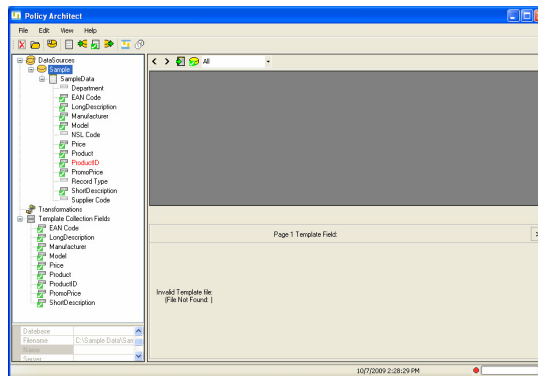 Policy Architect
File Edit View Help
DataSources
Sample
SampleData
Department
EAN Code
LongDescription
Manufacturer
Model
NSL Code
Price
Product
ProductID
PromoPrice
Record Type
ShortDescription
Supplier Code
Transformations
Template Collection Fields
EAN Code
LongDescription
Manufacturer
Model
Price
Product
ProductID
PromoPrice
ShortDescription
All
Page 1 Template Field:
Invalid Template file:
(File Not Found: )
Database
Filename C:\Sample Data\Sam
Name
Server
10/7/2009 2:28:29 PM